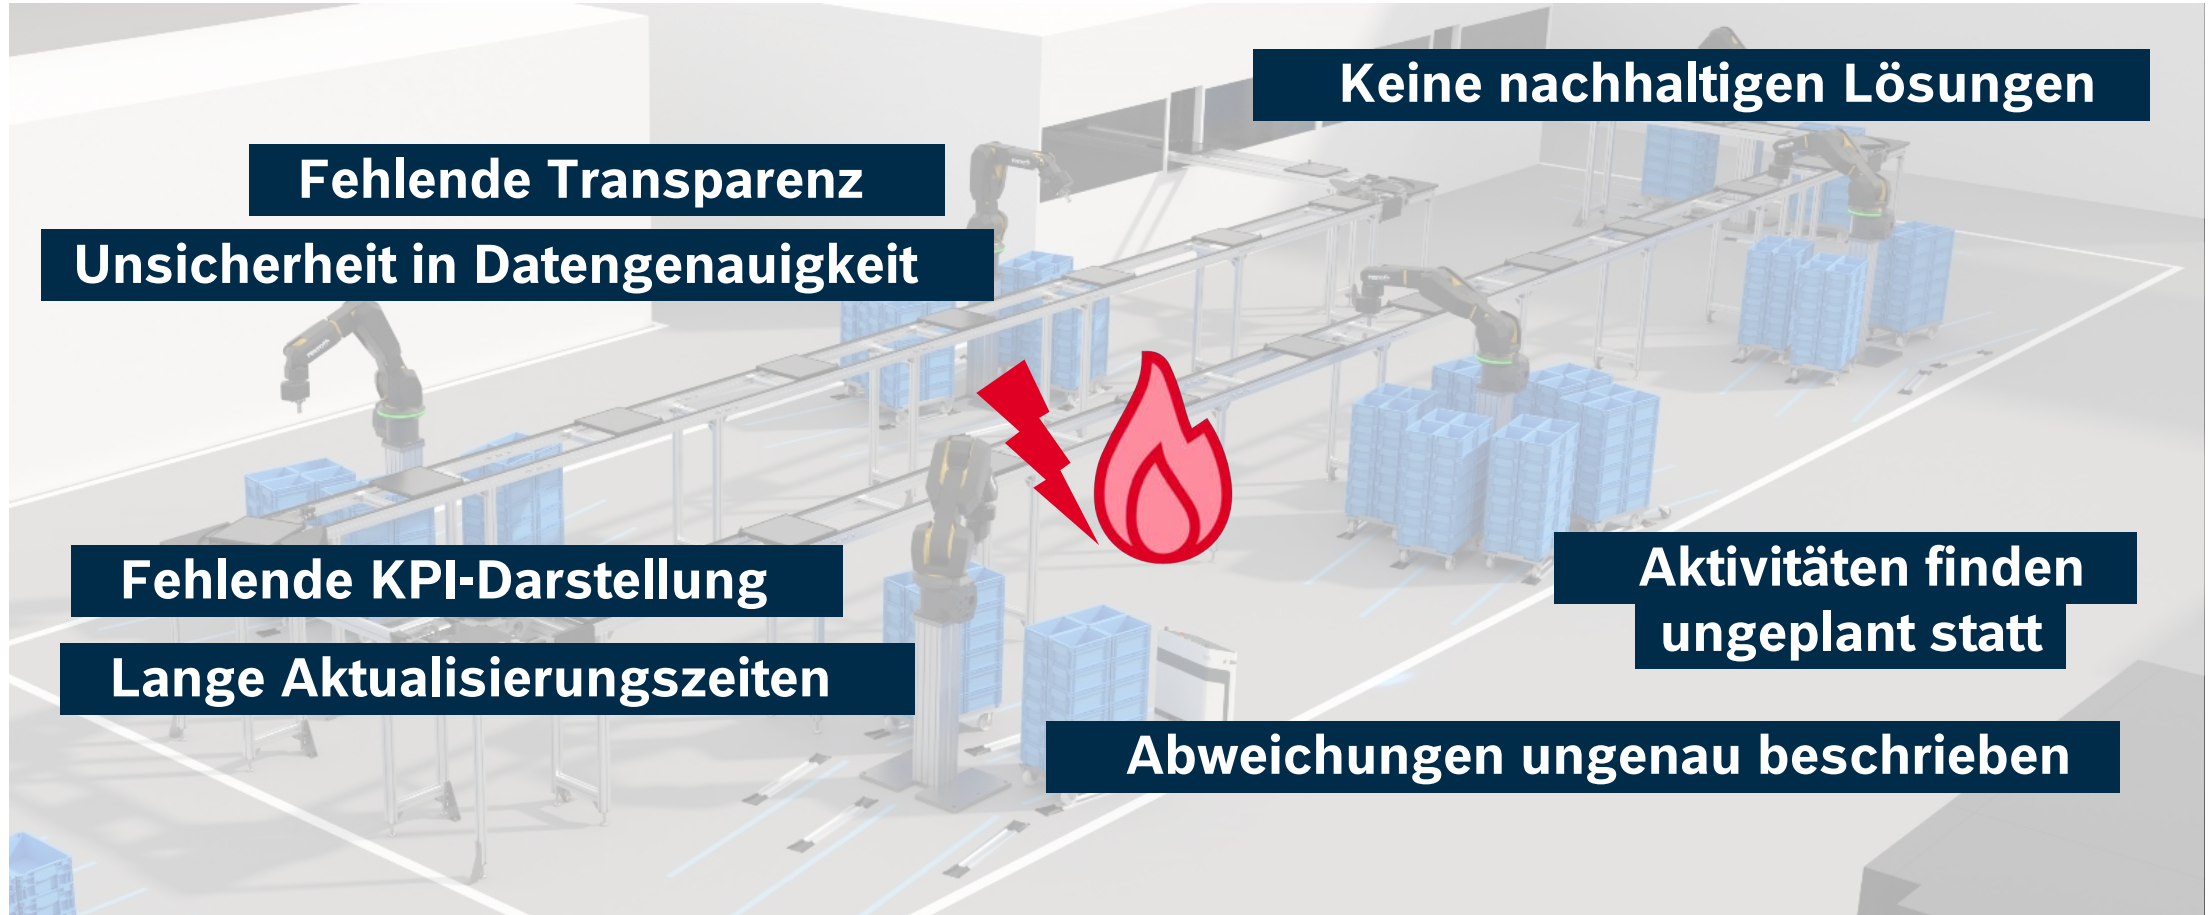 Keine nachhaltigen Lösungen
Fehlende Transparenz
Unsicherheit in Datengenauigkeit
Fehlende KPI-Darstellung
Lange Aktualisierungszeiten
Aktivitäten finden
ungeplant statt
Abweichungen ungenau beschrieben